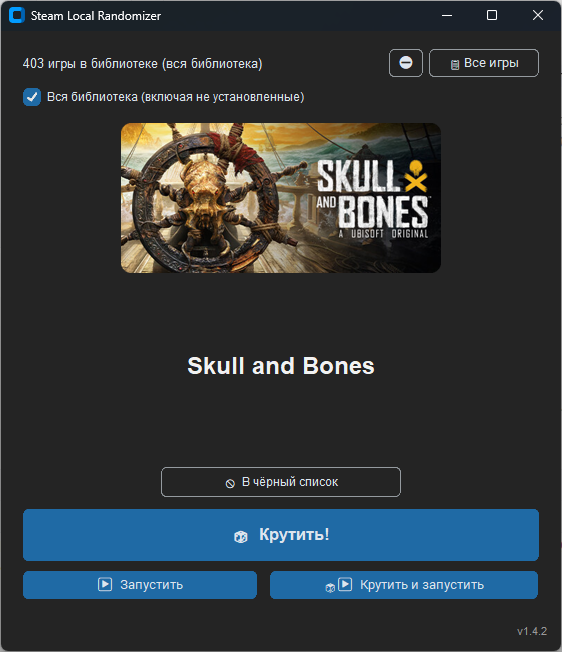 Steam Local Randomizer
403 игры в библиотеке (вся библиотека)
Все игры
Вся библиотека (включая не установленные)
SKULL
AND BONES
A UBISOFT ORIGINAL
Skull and Bones
В чёрный список
Крутить!
Запустить
Крутить и запустить
v1.4.2